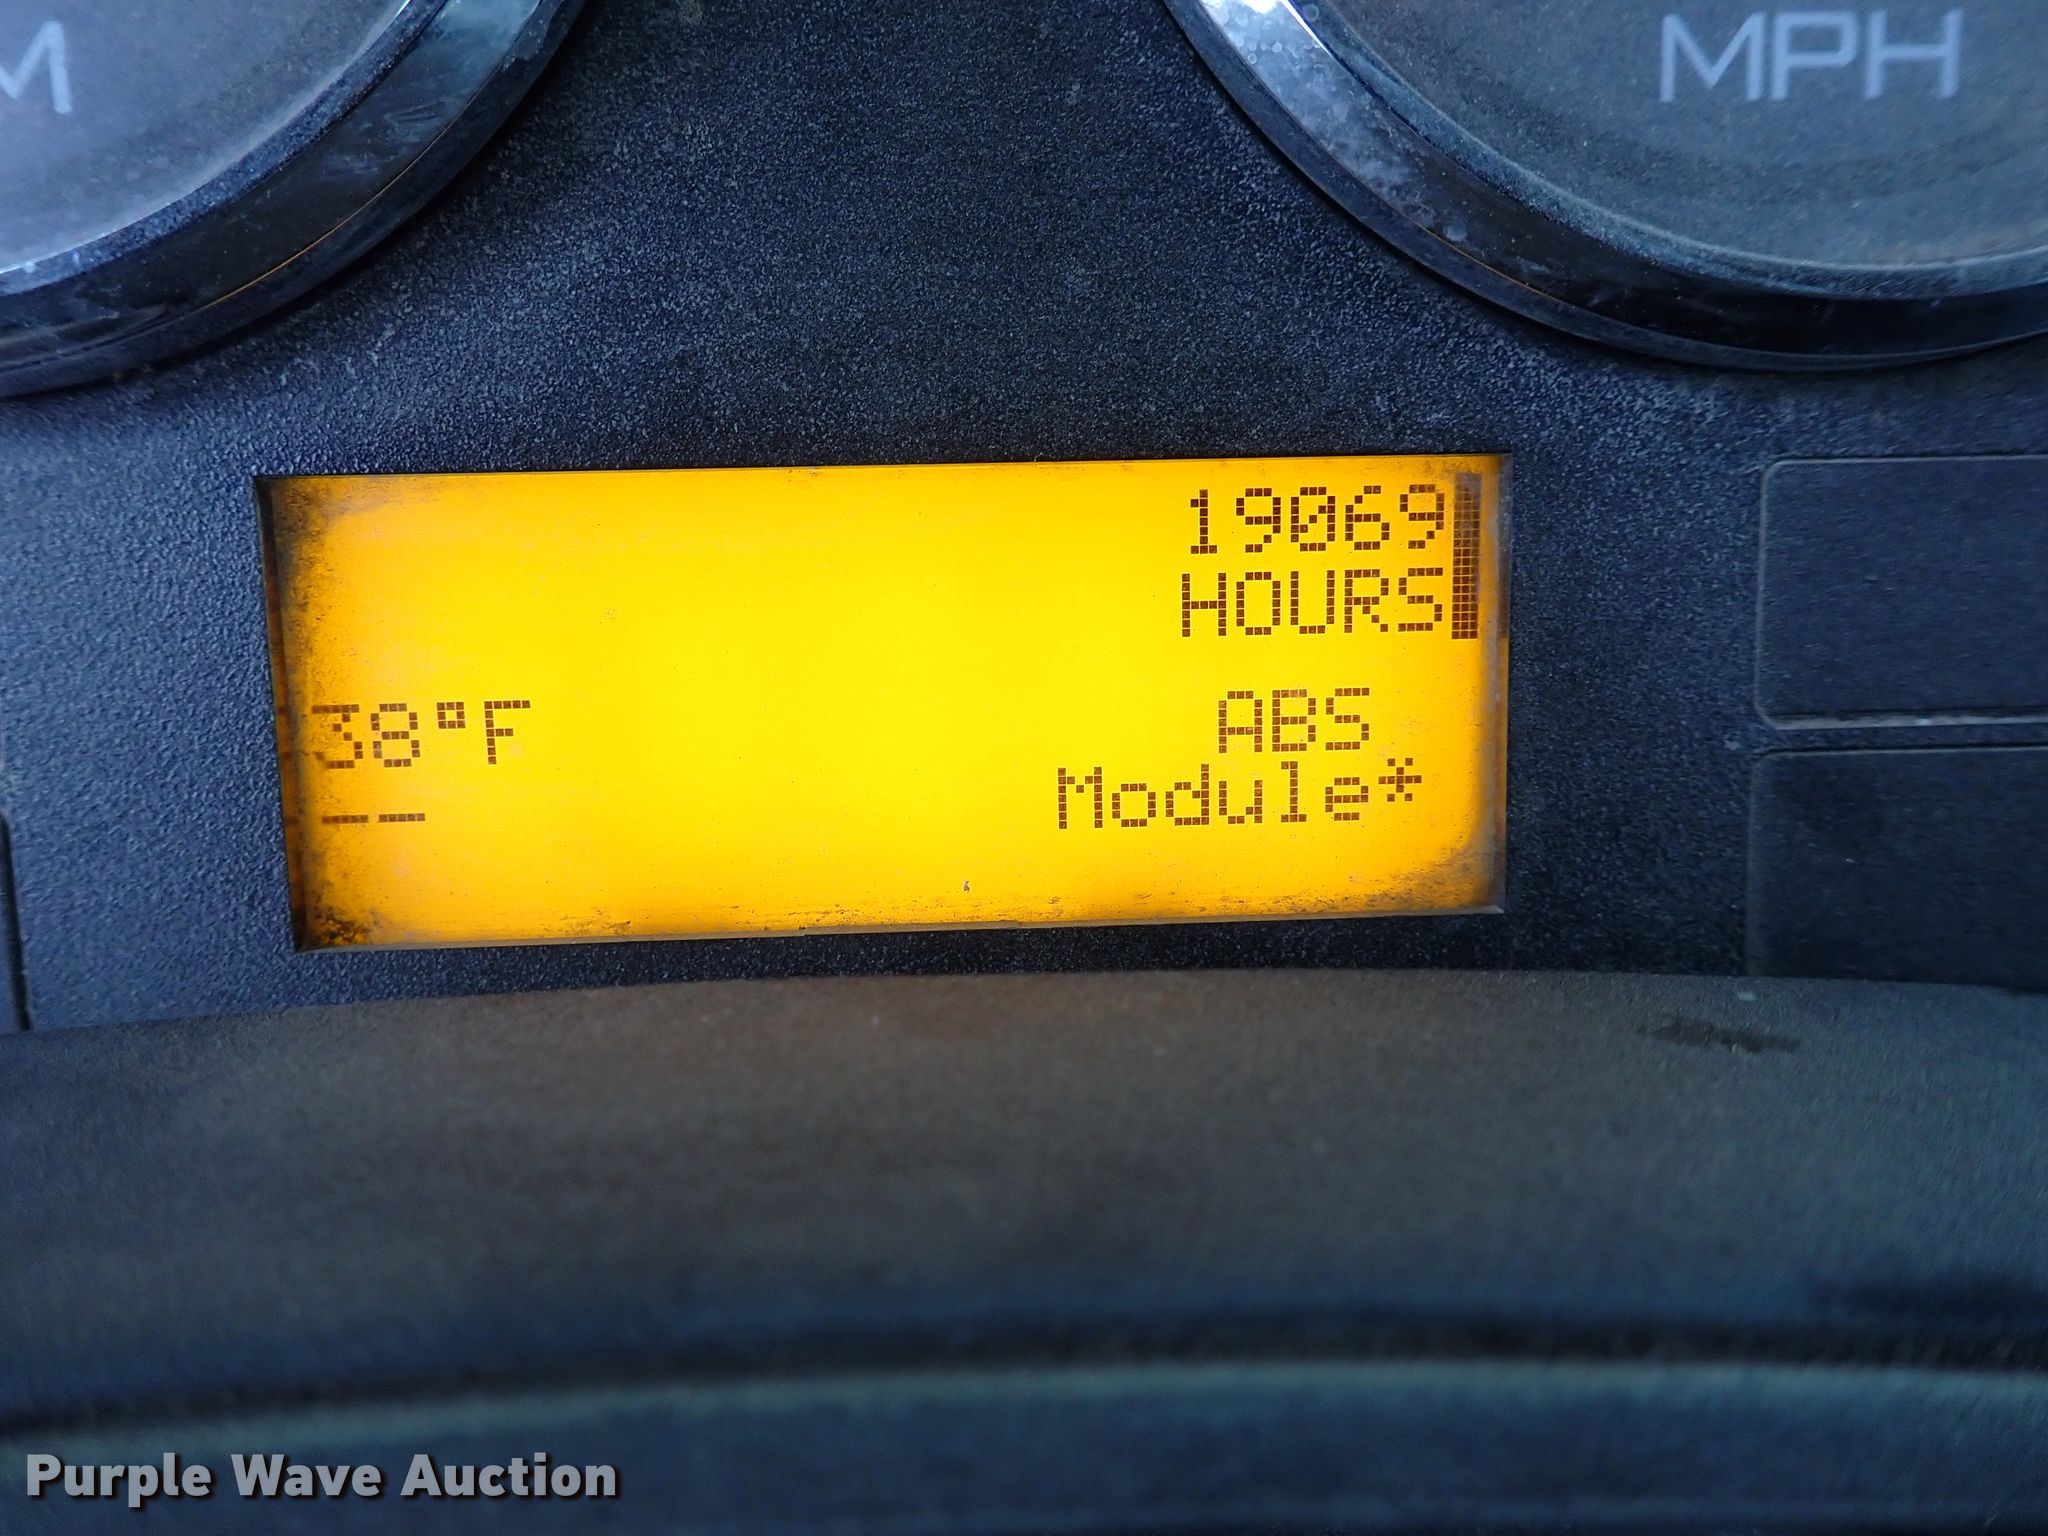 M
MPH
19069
HOURS
ABS
38°F
Module*
--
Purple Wave Auction